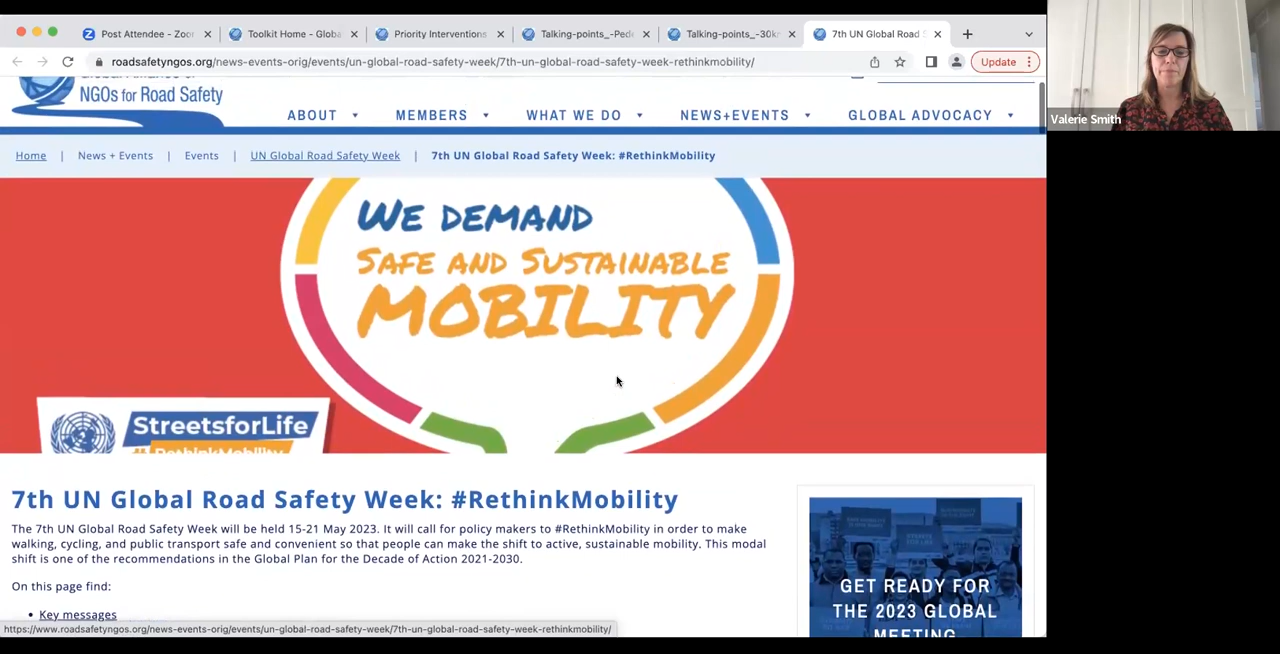 Post Attendee - Zoo
Toolkit Home - Globa
Priority Interventions
Talking-points_-Pede
Talking-points_-30k
7th UN Global Road S
roadsafetyngos.org/news-events-orig/events/un-global-road-safety-week/7th-un-global-road-safety-week-rethinkmobility/
Update
Valerie Smith
Global Alliance of
NGOs for Road Safety
ABOUT
MEMBERS
WHAT WE DO
NEWS+EVENTS
GLOBAL ADVOCACY
Home | News + Events | Events | UN Global Road Safety Week | 7th UN Global Road Safety Week: #RethinkMobility
WE DEMAND
SAFE AND SUSTAINABLE
MOBILITY
StreetsforLife
#RethinkMobility
7th UN Global Road Safety Week: #RethinkMobility
The 7th UN Global Road Safety Week will be held 15-21 May 2023. It will call for policy makers to #RethinkMobility in order to make
walking, cycling, and public transport safe and convenient so that people can make the shift to active, sustainable mobility. This modal
shift is one of the recommendations in the Global Plan for the Decade of Action 2021-2030.
On this page find:
• Key messages
GET READY FOR
THE 2023 GLOBAL
MEETING
https://www.roadsafetyngos.org/news-events-orig/events/un-global-road-safety-week/7th-un-global-road-safety-week-rethinkmobility/